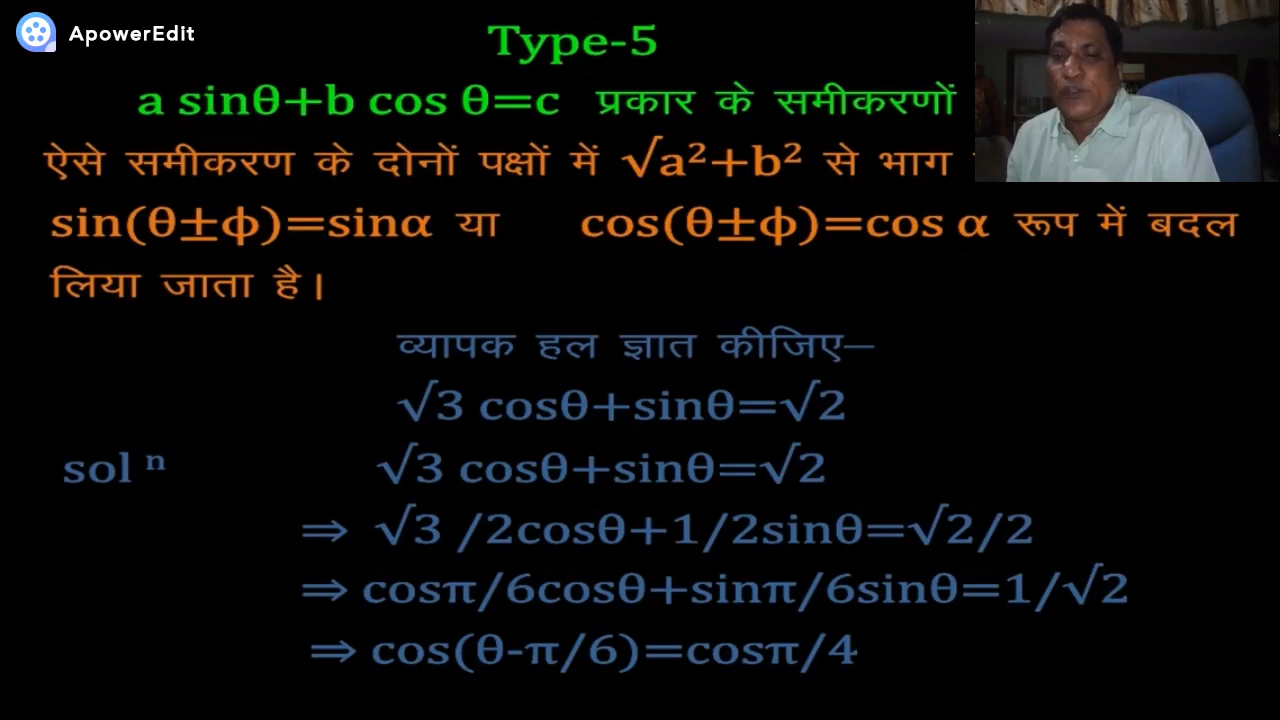 ApowerEdit
Type-5
a sinθ+b cos θ=c प्रकार के समीकरणों
ऐसे समीकरण के दोनों पक्षों में √a²+b² से भाग
sin(θ±ϕ)=sinα या cos(θ±ϕ)=cos α रूप में बदल
लिया जाता है।
व्यापक हल ज्ञात कीजिए—
√3 cosθ+sinθ=√2
sol ⁿ √3 cosθ+sinθ=√2
⇒ √3 /2cosθ+1/2sinθ=√2/2
⇒ cosπ/6cosθ+sinπ/6sinθ=1/√2
⇒ cos(θ-π/6)=cosπ/4